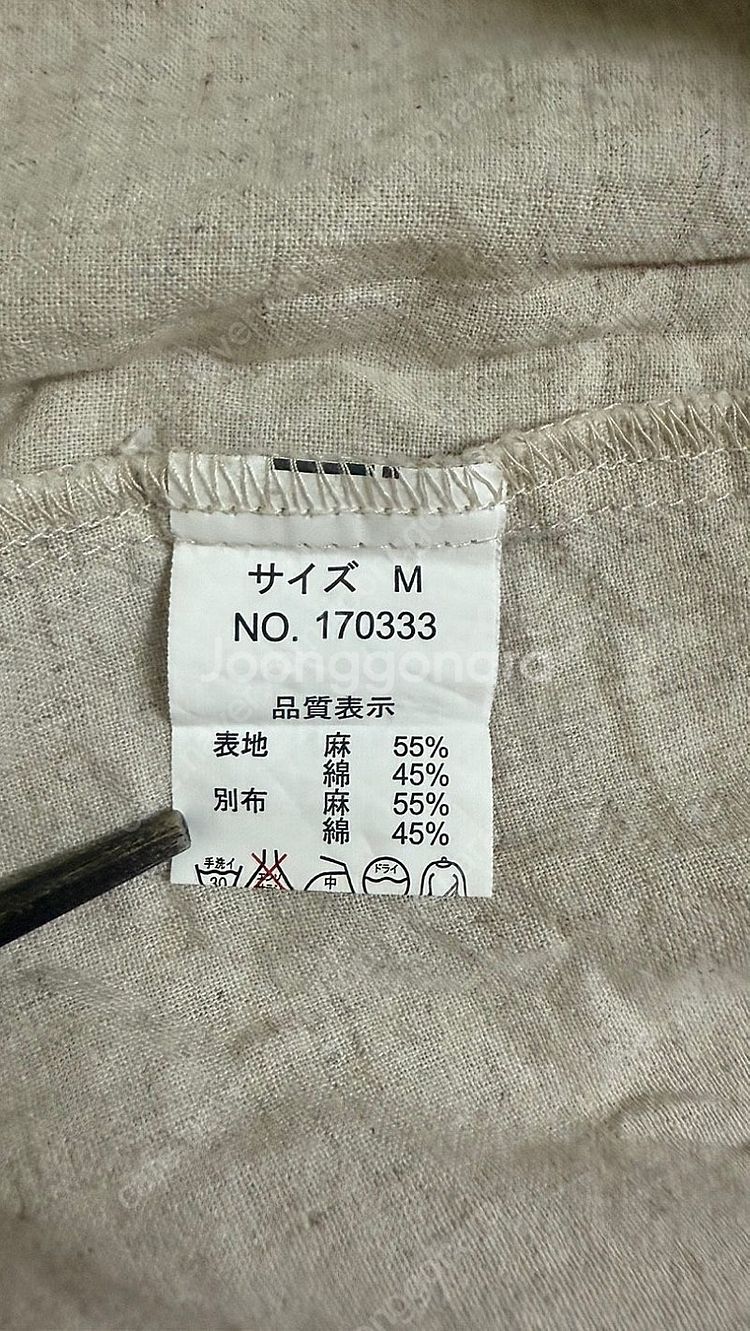 サイズ M
NO. 170333
Joonggonara
品質表示
表地 麻 55%
綿 45%
別布 麻 55%
綿 45%
手洗イ 30 中 ドライ